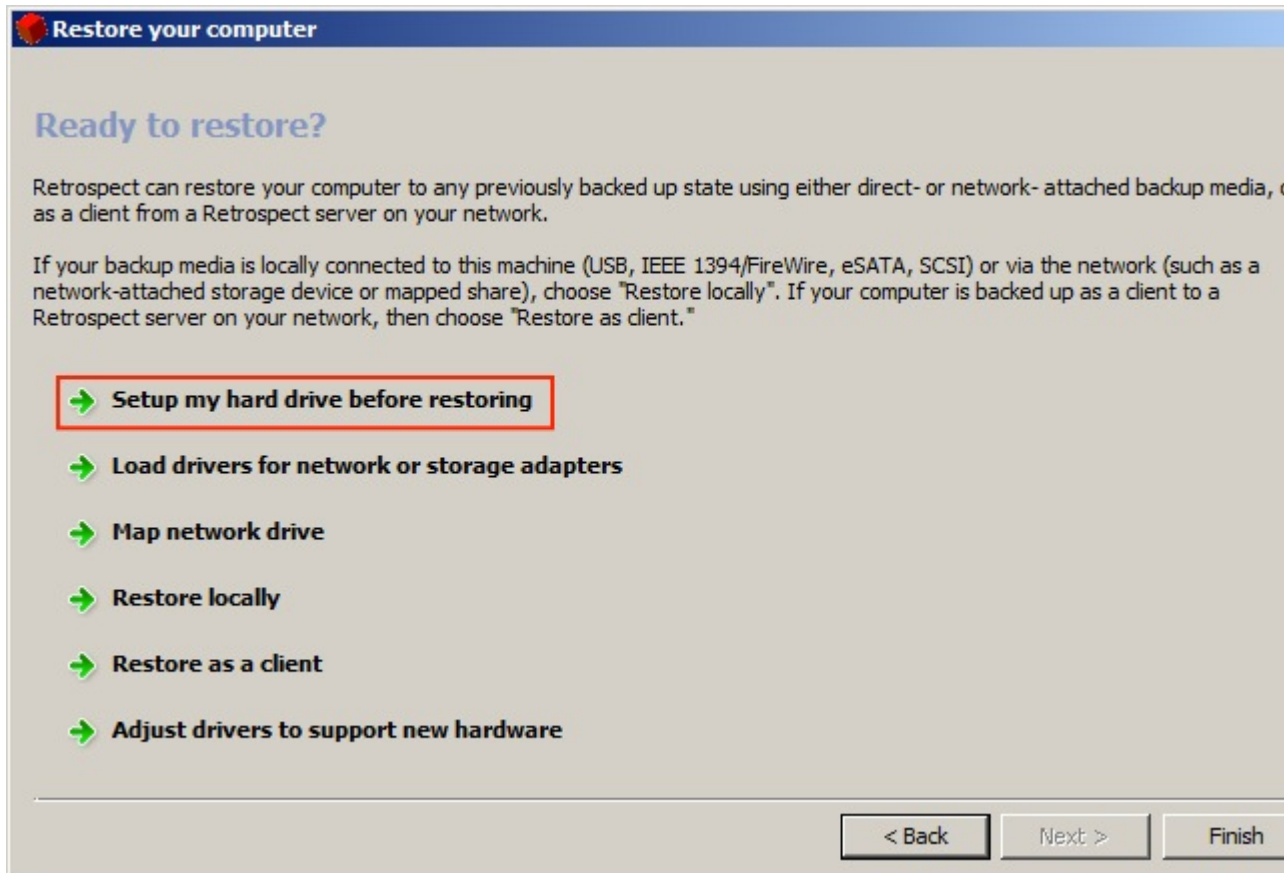 Restore your computer
Ready to restore?
Retrospect can restore your computer to any previously backed up state using either direct- or network- attached backup media,
as a client from a Retrospect server on your network.
If your backup media is locally connected to this machine (USB, IEEE 1394/FireWire, eSATA, SCSI) or via the network (such as a
network-attached storage device or mapped share), choose "Restore locally". If your computer is backed up as a client to a
Retrospect server on your network, then choose "Restore as client."
Setup my hard drive before restoring
Load drivers for network or storage adapters
Map network drive
Restore locally
Restore as a client
Adjust drivers to support new hardware
< Back Next > Finish